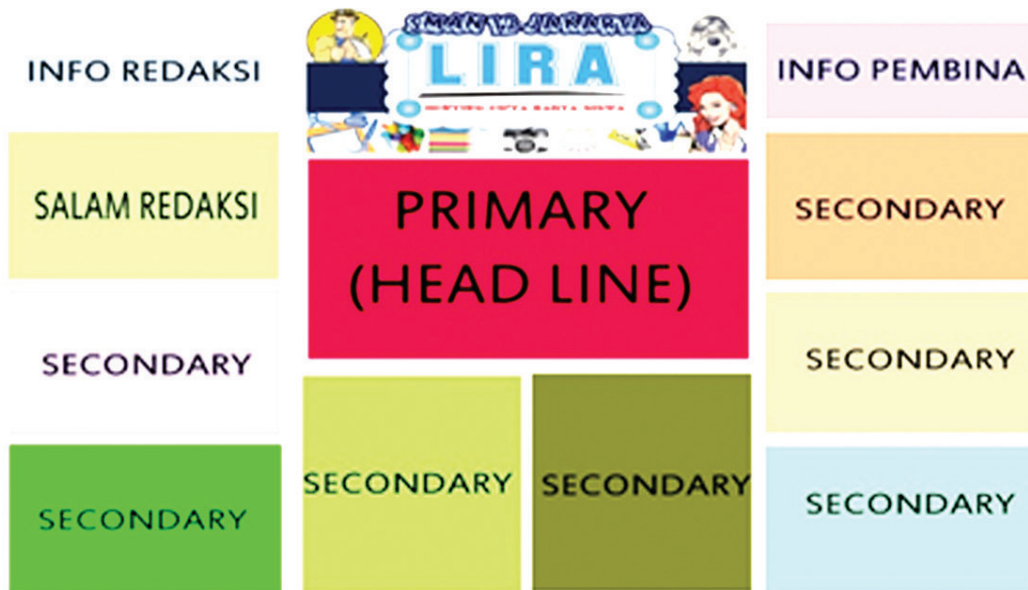 INFO REDAKSI
SALAM REDAKSI
SECONDARY
SECONDARY
LIRA
PRIMARY
(HEAD LINE)
SECONDARY
SECONDARY
INFO PEMBINA
SECONDARY
SECONDARY
SECONDARY